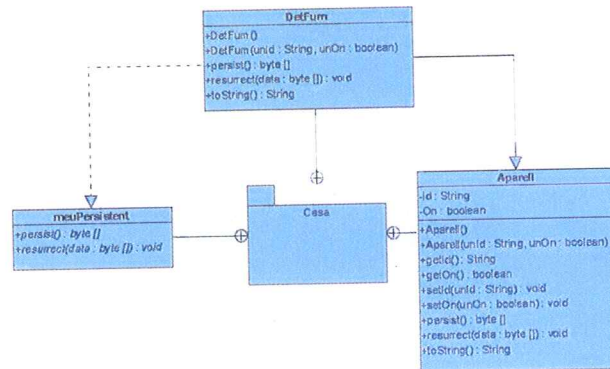 DetFum
+DetFum()
+DetFum(unId : String, unOn : boolean)
+persist() : byte []
+resurrect(data : byte []) : void
+toString() : String
meuPersistent
+persist() : byte []
+resurrect(data : byte []) : void
Casa
Aparell
-id : String
-On : boolean
+Aparell()
+Aparell(unId : String, unOn : boolean)
+getId() : String
+getOn() : boolean
+setId(unId : String) : void
+setOn(unOn : boolean) : void
+persist() : byte []
+resurrect(data : byte []) : void
+toString() : String